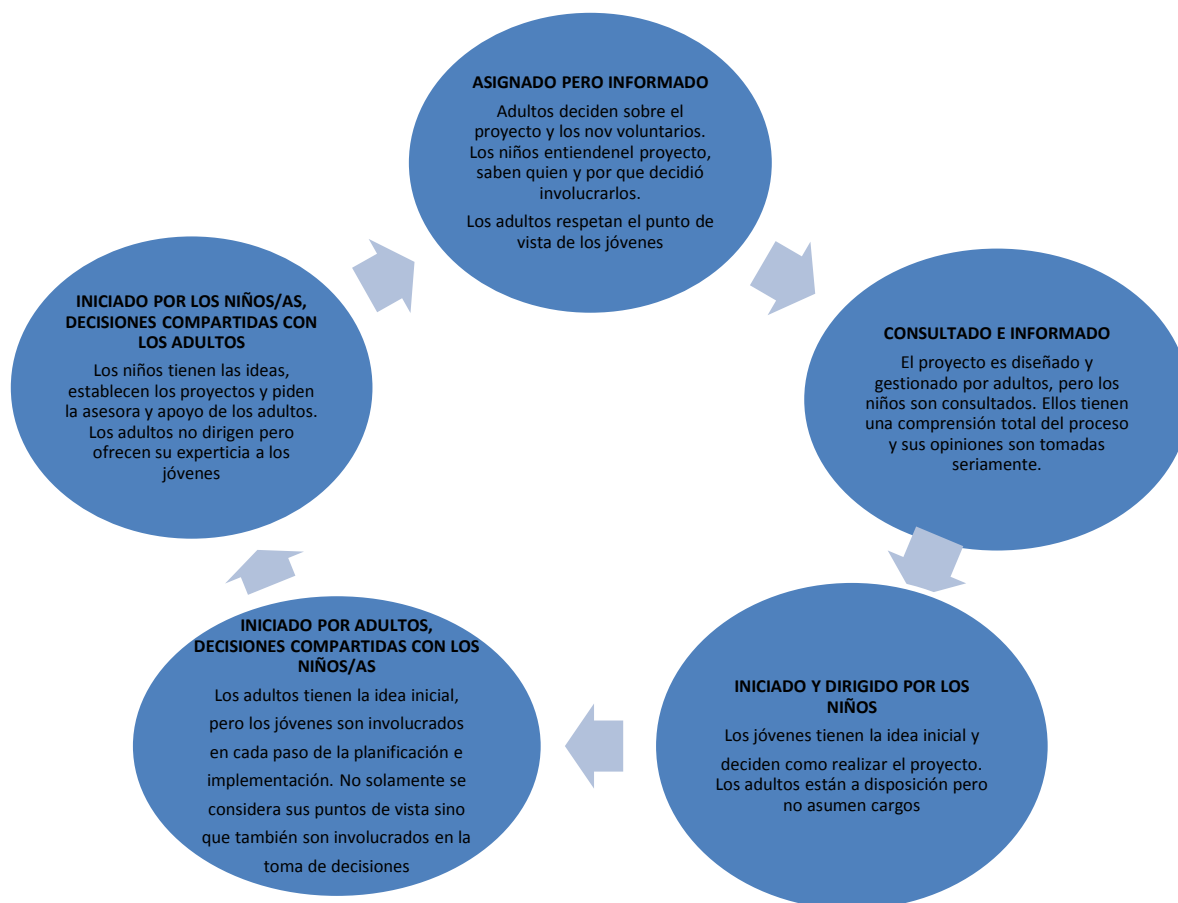 ASIGNADO PERO INFORMADO
Adultos deciden sobre el
proyecto y los nov voluntarios.
Los niños entiendenel proyecto,
saben quien y por que decidió
involucrarlos.
Los adultos respetan el punto de
vista de los jóvenes
CONSULTADO E INFORMADO
El proyecto es diseñado y
gestionado por adultos, pero los
niños son consultados. Ellos tienen
una comprensión total del proceso
y sus opiniones son tomadas
seriamente.
INICIADO Y DIRIGIDO POR LOS
NIÑOS
Los jóvenes tienen la idea inicial y
deciden como realizar el proyecto.
Los adultos están a disposición pero
no asumen cargos
INICIADO POR ADULTOS,
DECISIONES COMPARTIDAS CON LOS
NIÑOS/AS
Los adultos tienen la idea inicial,
pero los jóvenes son involucrados
en cada paso de la planificación e
implementación. No solamente se
considera sus puntos de vista sino
que también son involucrados en la
toma de decisiones
INICIADO POR LOS NIÑOS/AS,
DECISIONES COMPARTIDAS CON
LOS ADULTOS
Los niños tienen las ideas,
establecen los proyectos y piden
la asesora y apoyo de los adultos.
Los adultos no dirigen pero
ofrecen su experticia a los
jóvenes